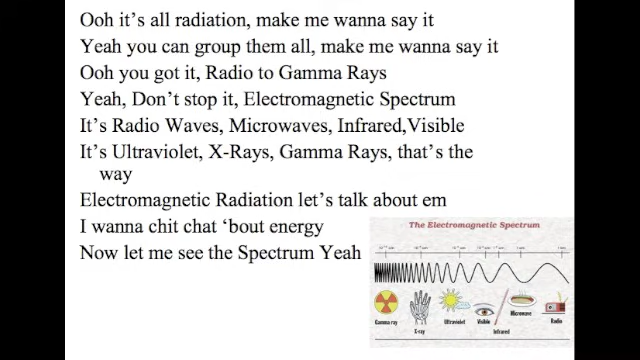 Ooh it’s all radiation, make me wanna say it
Yeah you can group them all, make me wanna say it
Ooh you got it, Radio to Gamma Rays
Yeah, Don’t stop it, Electromagnetic Spectrum
It’s Radio Waves, Microwaves, Infrared,Visible
It’s Ultraviolet, X-Rays, Gamma Rays, that’s the
way
Electromagnetic Radiation let’s talk about em
I wanna chit chat ‘bout energy
Now let me see the Spectrum Yeah
The Electromagnetic Spectrum
Gamma ray
X-ray
Ultraviolet
Visible
Infrared
Microwave
Radio